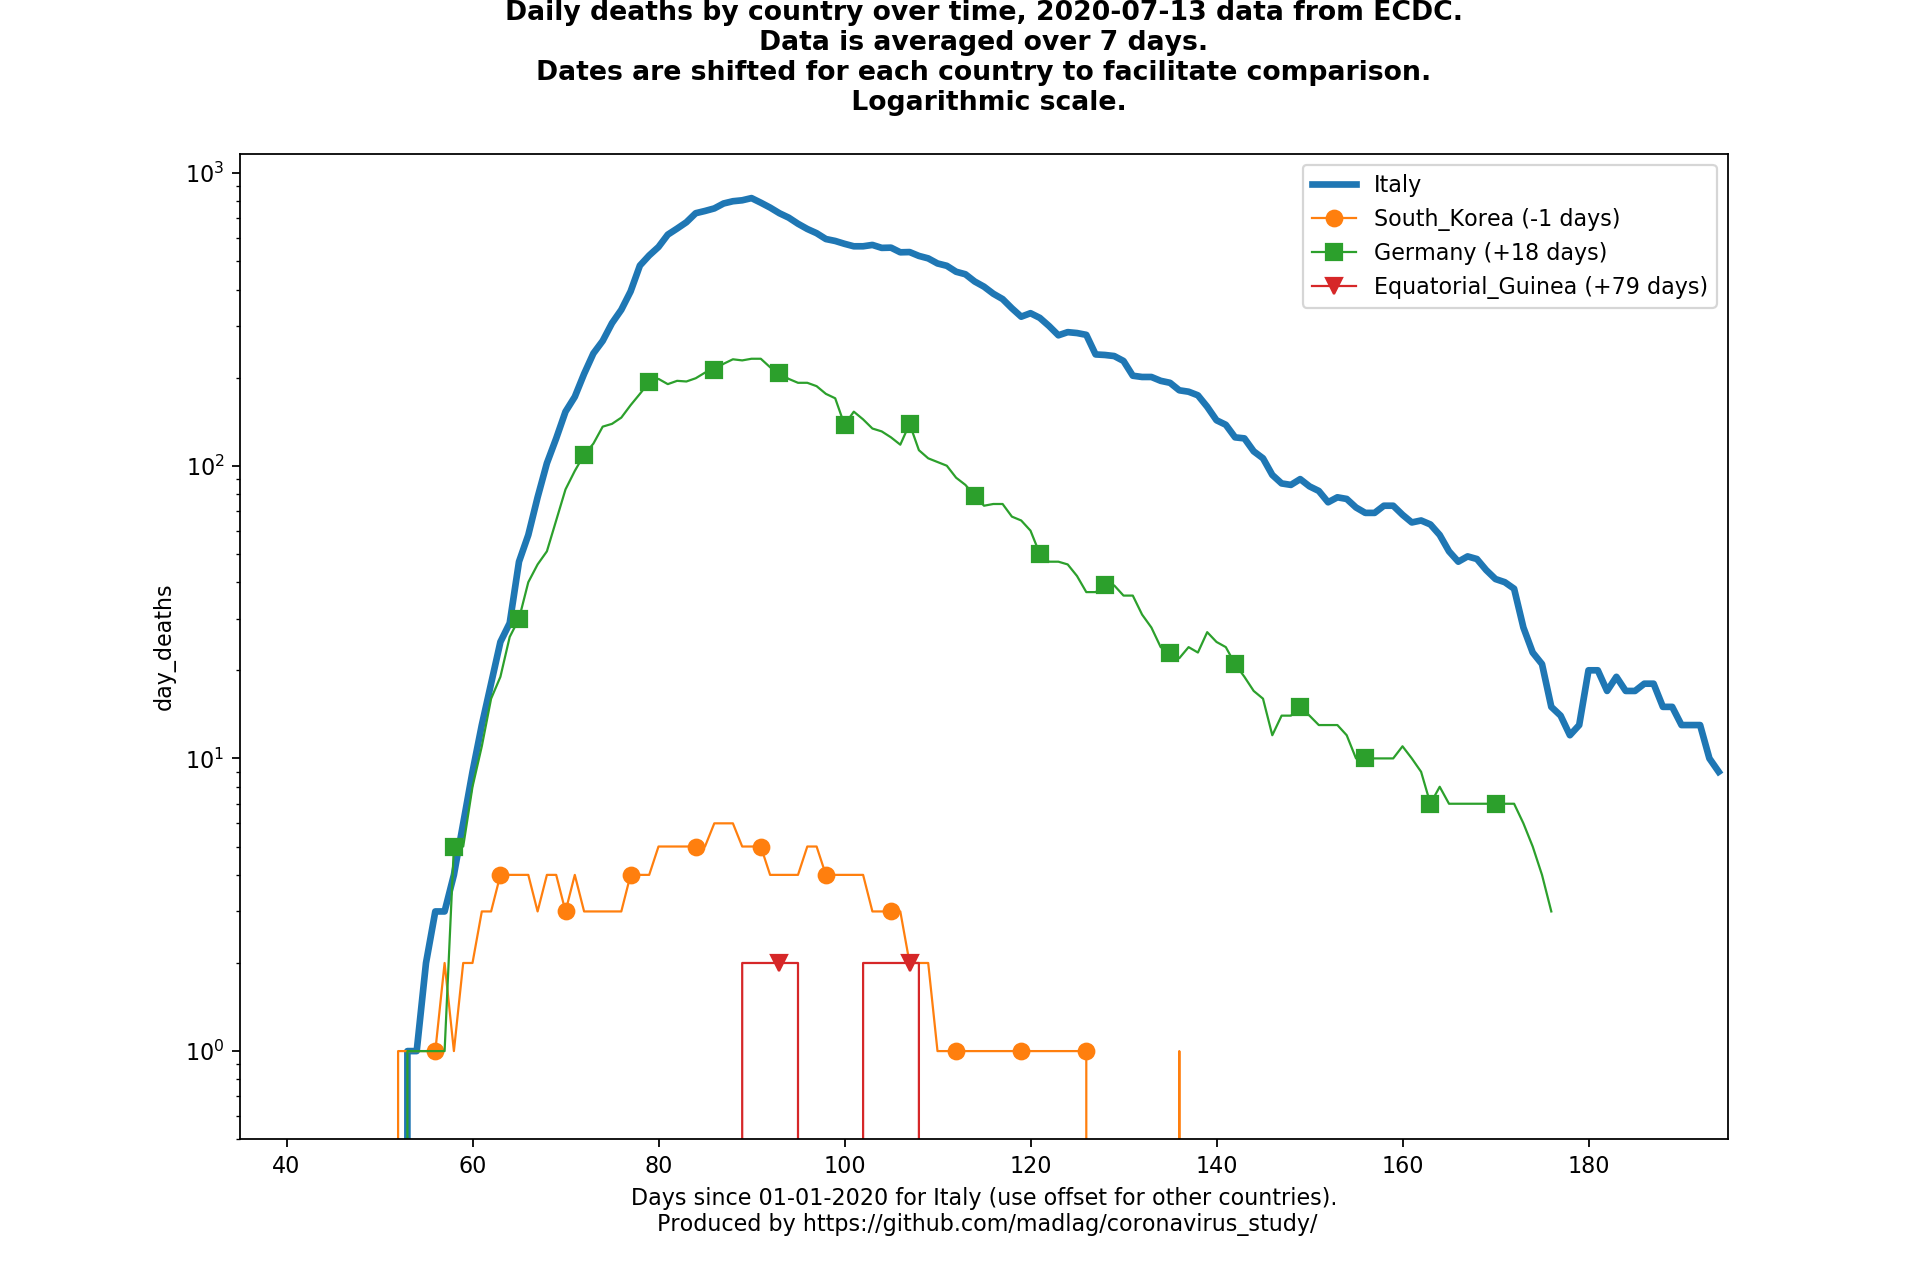 Daily deaths by country over time, 2020-07-13 data from ECDC.
Data is averaged over 7 days.
Dates are shifted for each country to facilitate comparison.
Logarithmic scale.
10³
10²
10¹
10⁰
day_deaths
Italy
South_Korea (-1 days)
Germany (+18 days)
Equatorial_Guinea (+79 days)
40 60 80 100 120 140 160 180
Days since 01-01-2020 for Italy (use offset for other countries).
Produced by https://github.com/madlag/coronavirus_study/